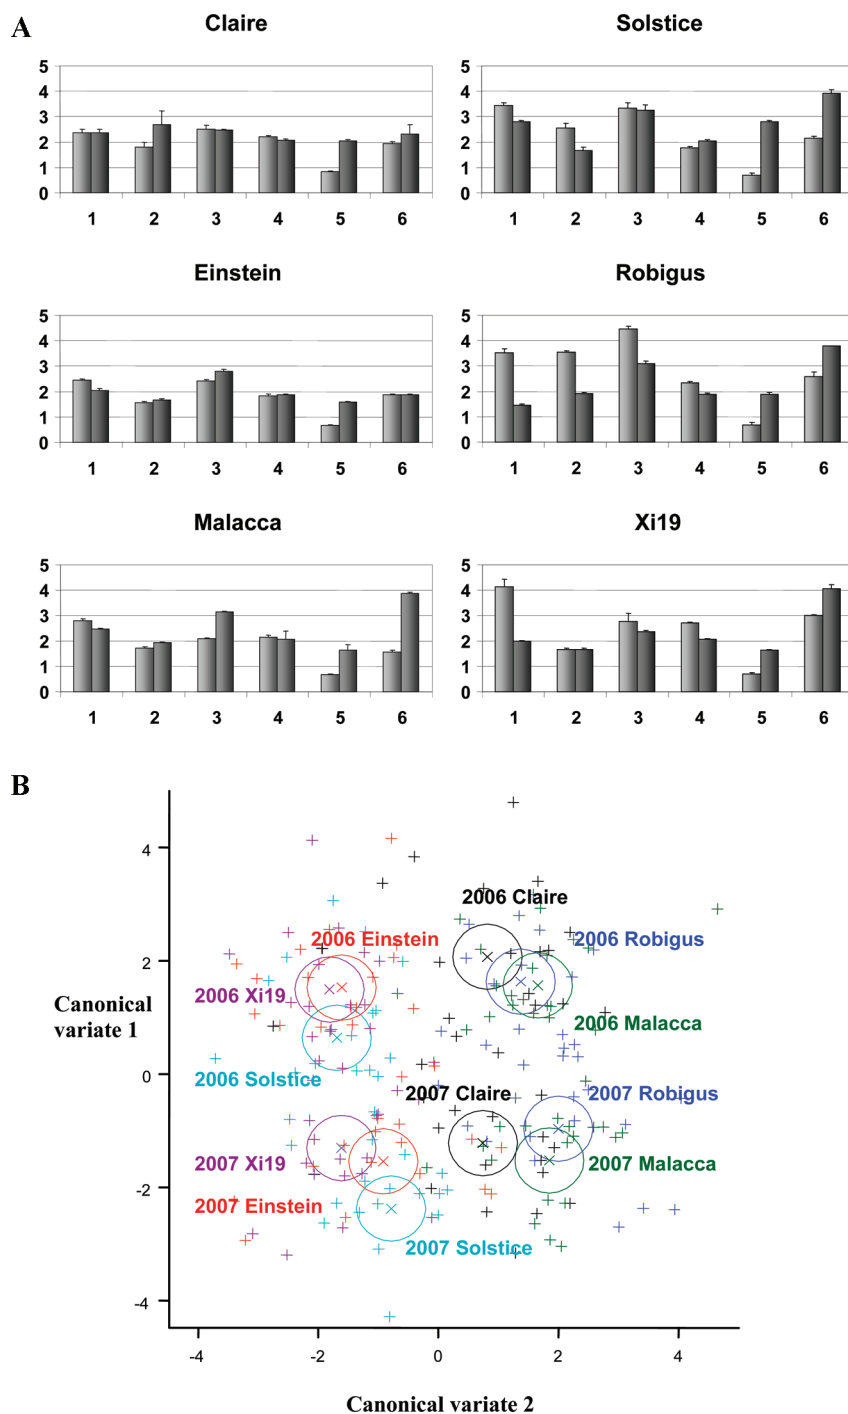 A
Claire
Solstice
5
4
3
2
1
0
1 2 3 4 5 6
5
4
3
2
1
0
1 2 3 4 5 6
Einstein
Robigus
5
4
3
2
1
0
1 2 3 4 5 6
5
4
3
2
1
0
1 2 3 4 5 6
Malacca
Xi19
5
4
3
2
1
0
1 2 3 4 5 6
5
4
3
2
1
0
1 2 3 4 5 6
B
Canonical
variate 1
4
2
0
-2
-4
2006 Claire
2006 Einstein
2006 Robigus
2006 Xi19
2006 Malacca
2006 Solstice
2007 Claire
2007 Robigus
2007 Xi19
2007 Malacca
2007 Einstein
2007 Solstice
-4 -2 0 2 4
Canonical variate 2